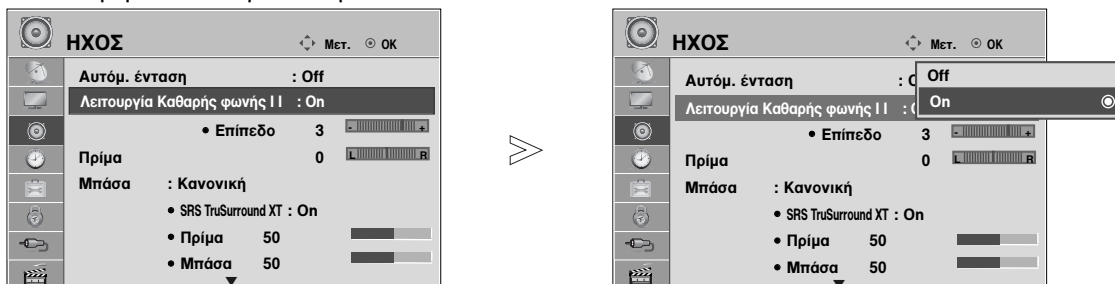 ΗΧΟΣ Μετ. OK
Αυτόμ. ένταση : Off
Λειτουργία Καθαρής φωνής II : On
• Επίπεδο 3 - +
Πρίμα 0 L R
Μπάσα : Κανονική
• SRS TruSurround XT : On
• Πρίμα 50
• Μπάσα 50
ΗΧΟΣ Μετ. OK
Αυτόμ. ένταση :
Off
Λειτουργία Καθαρής φωνής II :
On
• Επίπεδο 3 - +
Πρίμα 0 L R
Μπάσα : Κανονική
• SRS TruSurround XT : On
• Πρίμα 50
• Μπάσα 50